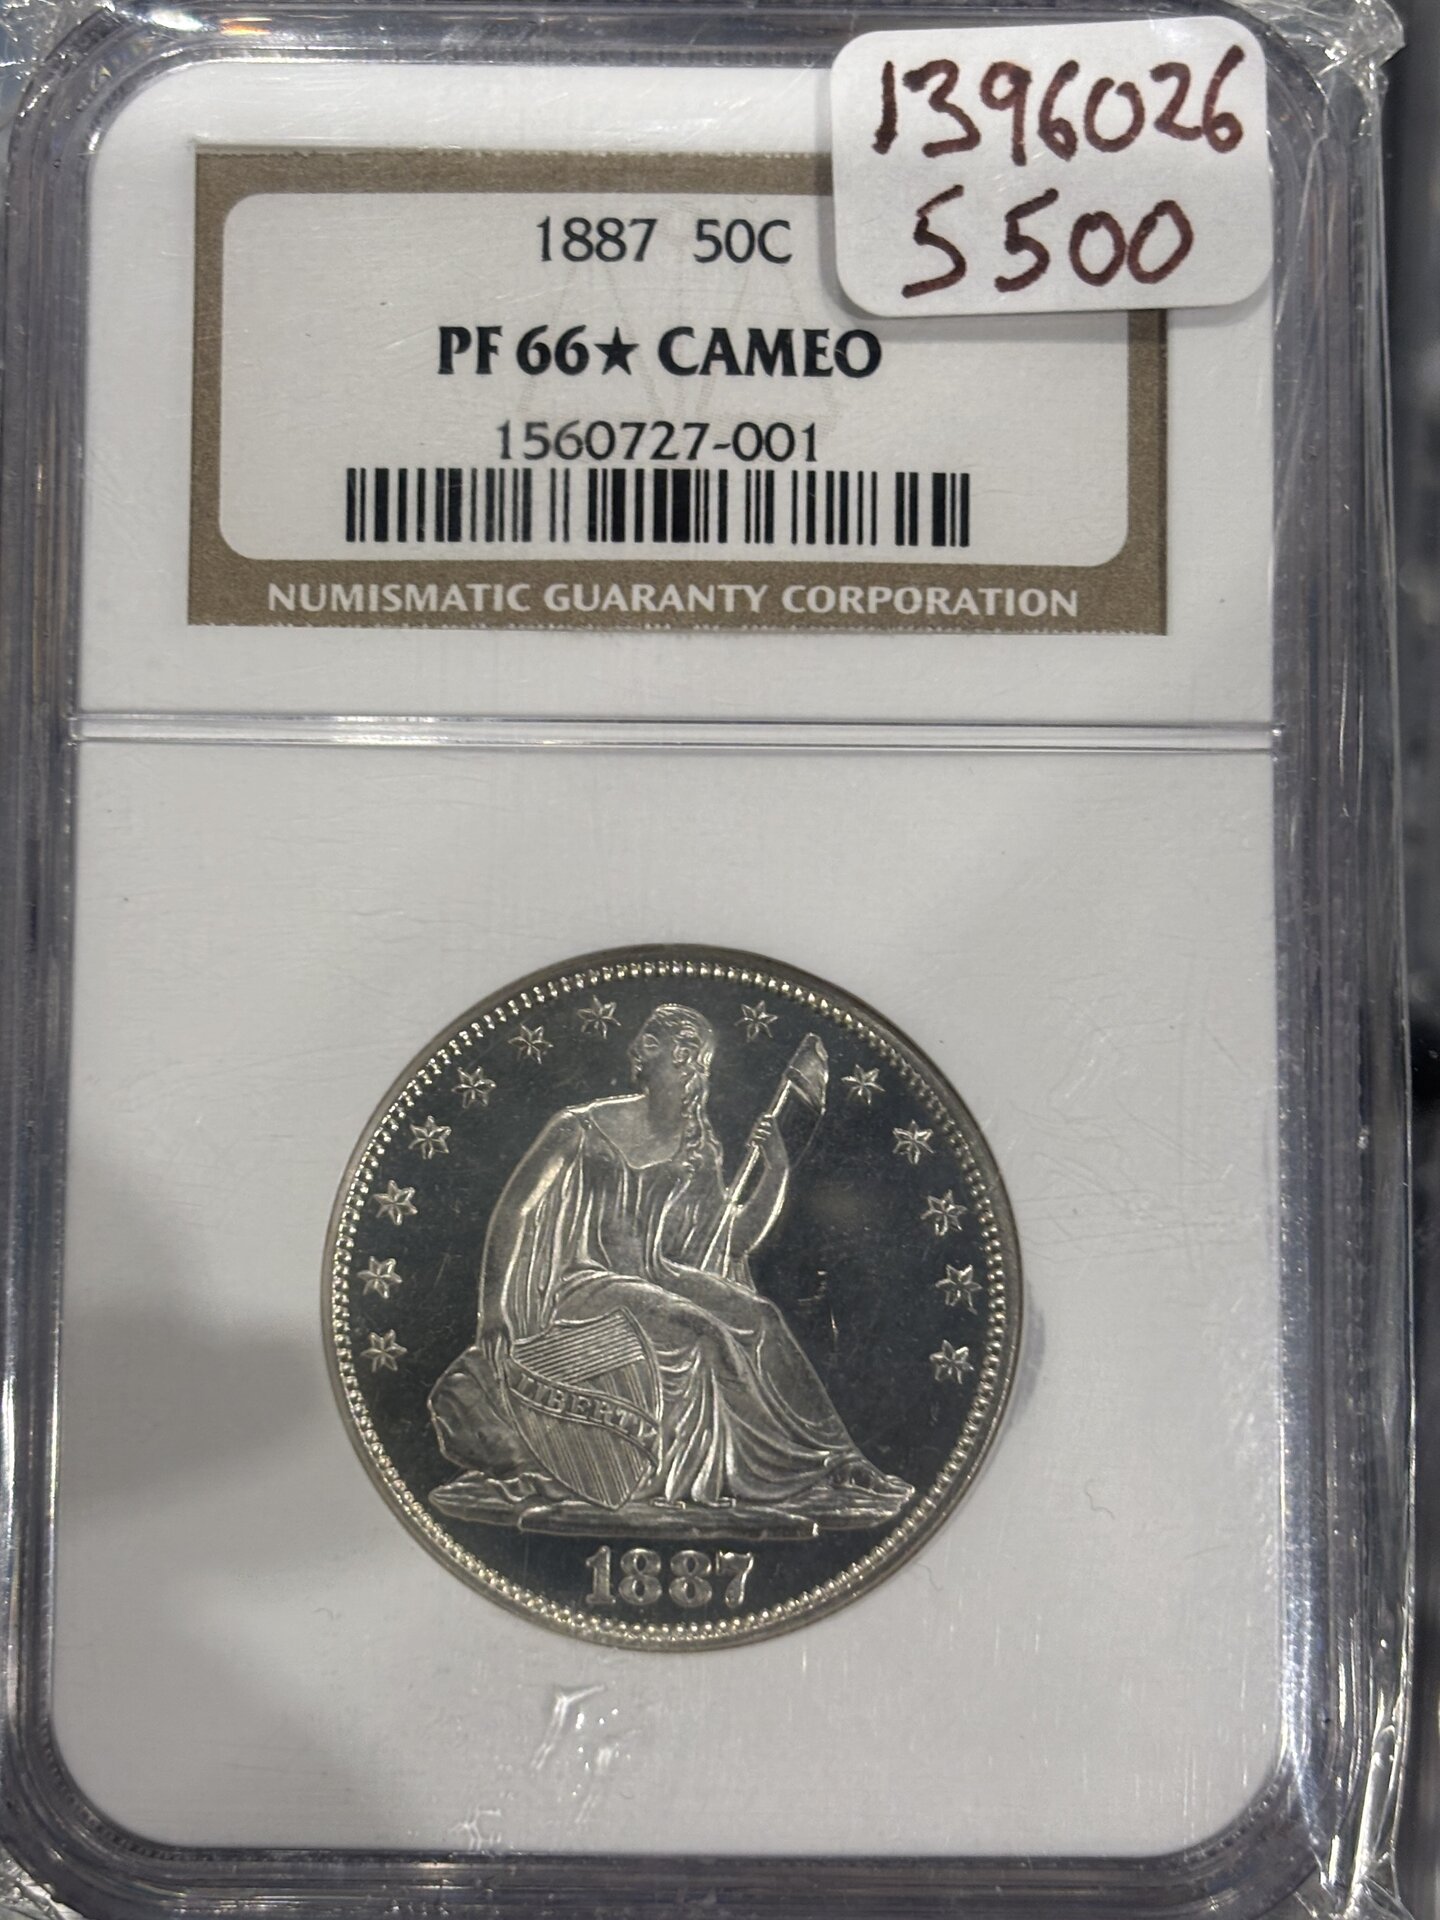 1396026
5500
1887 50C
PF 66★ CAMEO
1560727-001
NUMISMATIC GUARANTY CORPORATION
LIBERTY
1887